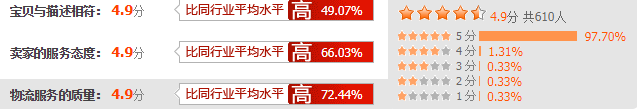 宝贝与描述相符：4.9分 比同行业平均水平 高 49.07%
卖家的服务态度：4.9分 比同行业平均水平 高 66.03%
物流服务的质量：4.9分 比同行业平均水平 高 72.44%
4.9分 共610人
5 分 97.70%
4 分 1.31%
3 分 0.33%
2 分 0.33%
1 分 0.33%